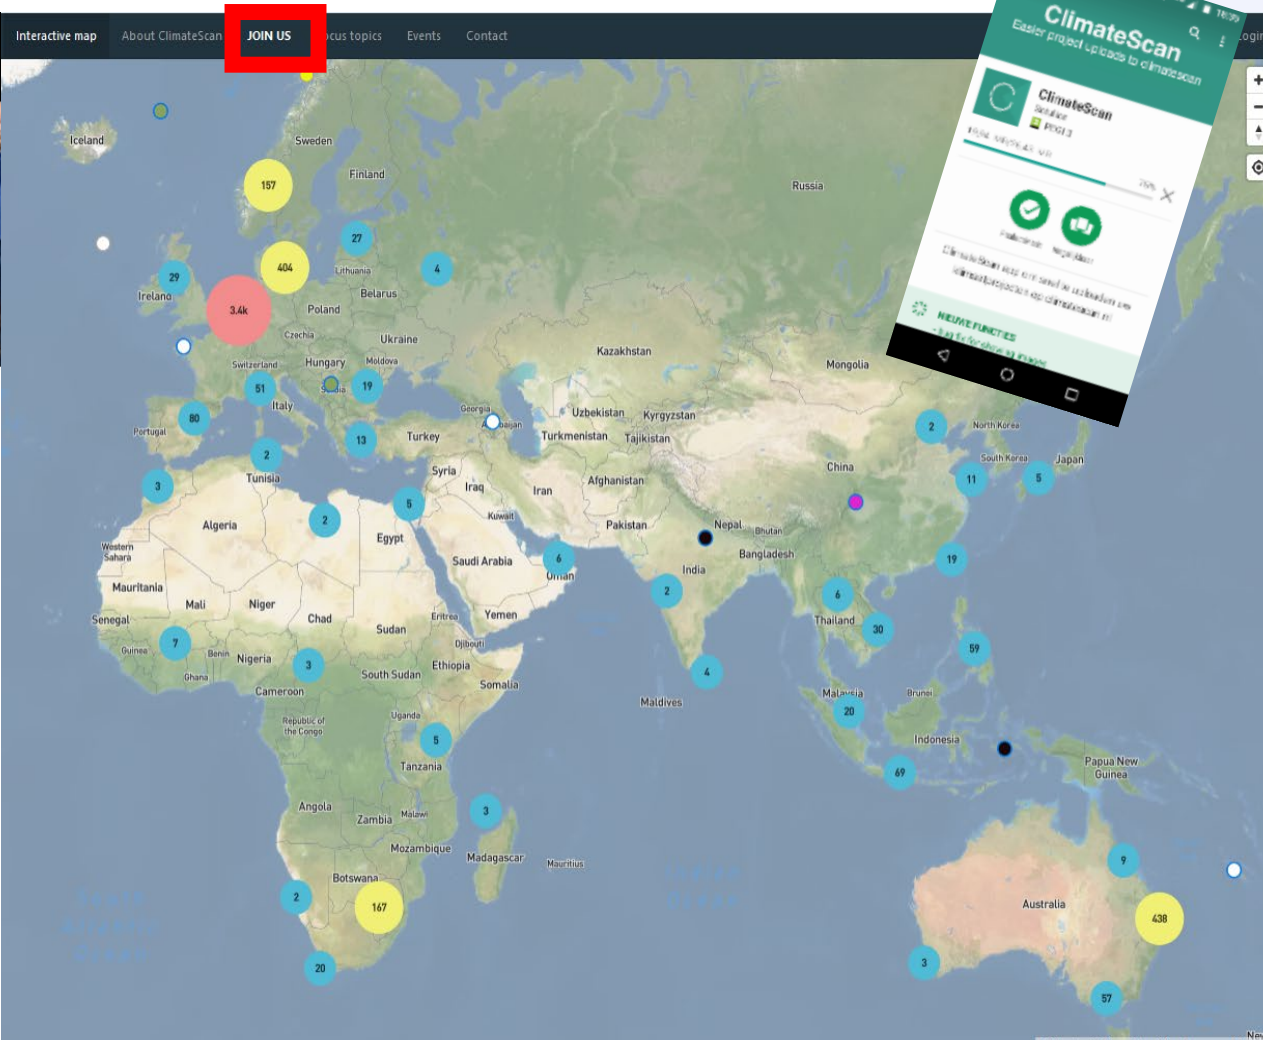 Interactive map
About ClimateScan
JOIN US
ocus topics
Events
Contact
ClimateScan
Easier project uploads to climatescan
ClimateScan
PEGI 3
76%
NIEUWE FUNCTIES
Iceland
Sweden
Finland
Russia
157
27
404
Lithuania
4
29
Ireland
Belarus
3.4k
Poland
Czechia
Ukraine
Kazakhstan
Switzerland
Hungary
Moldova
Mongolia
51
19
Italy
80
Georgia
Uzbekistan
Kyrgyzstan
2
North Korea
Portugal
13
Turkey
Turkmenistan
Tajikistan
2
South Korea
Japan
Tunisia
Syria
China
3
Iraq
Iran
Afghanistan
11
5
5
Kuwait
2
Algeria
Egypt
Pakistan
Nepal
Bhutan
Western
Sahara
Saudi Arabia
6
Bangladesh
19
Oman
India
Mauritania
2
6
Mali
Niger
Chad
Yemen
Senegal
Eritrea
Thailand
Sudan
30
7
Djibouti
59
Guinea
Benin
Nigeria
3
Ethiopia
4
Ghana
South Sudan
Somalia
Cameroon
Malaysia
Brunei
Maldives
20
Republic of
the Congo
Uganda
5
Indonesia
Tanzania
69
Papua New
Guinea
Angola
3
Zambia
Malawi
Mozambique
Madagascar
Mauritius
9
Botswana
Indian
Ocean
2
167
South
Atlantic
Ocean
Australia
438
20
3
57